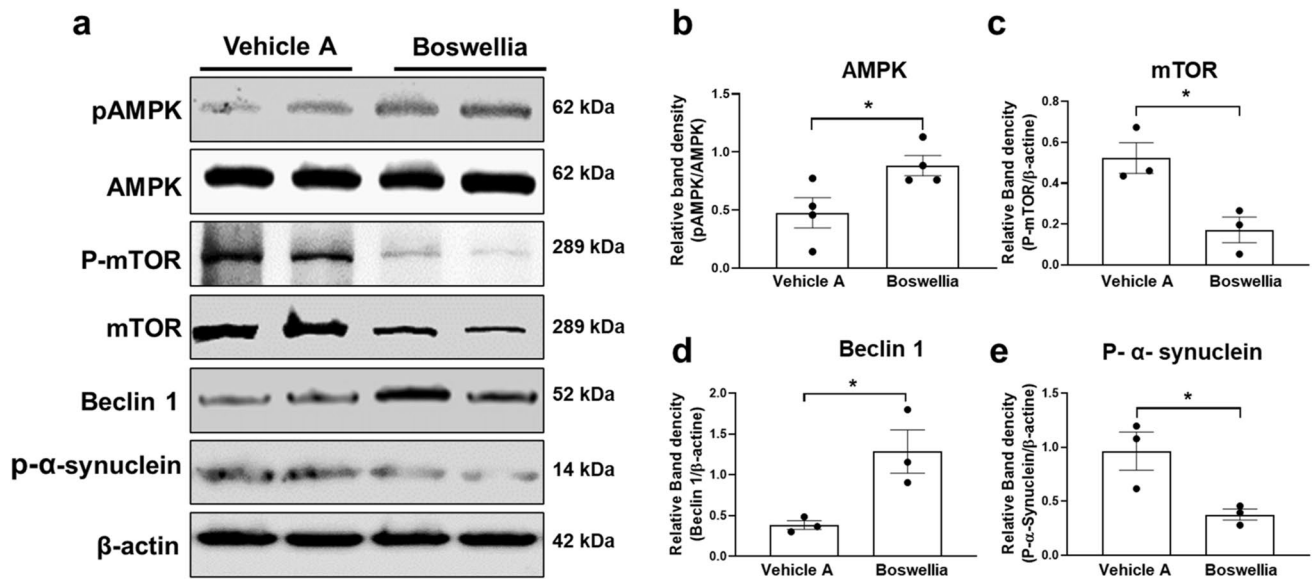 a
Vehicle A Boswellia
pAMPK 62 kDa
AMPK 62 kDa
P-mTOR 289 kDa
mTOR 289 kDa
Beclin 1 52 kDa
p-α-synuclein 14 kDa
β-actin 42 kDa
b
AMPK
Relative band density
(pAMPK/AMPK)
1.5
1.0
0.5
0.0
*
Vehicle A Boswellia
c
mTOR
Relative Band dencity
(P-mTOR/β-actine)
0.8
0.6
0.4
0.2
0.0
*
Vehicle A Boswellia
d
Beclin 1
Relative Band dencity
(Beclin 1/β-actine)
2.0
1.5
1.0
0.5
0.0
*
Vehicle A Boswellia
e
P- α- synuclein
Relative Band dencity
(P-α-Synuclein/β-actine)
1.5
1.0
0.5
0.0
*
Vehicle A Boswellia